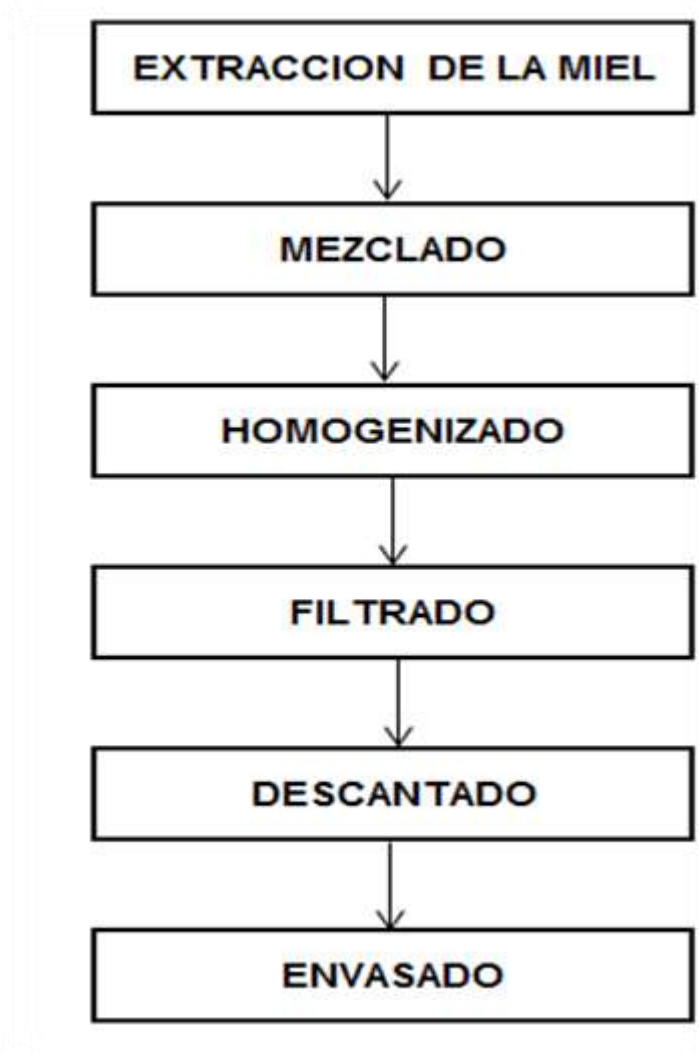 EXTRACCION DE LA MIEL
MEZCLADO
HOMOGENIZADO
FILTRADO
DESCANTADO
ENVASADO